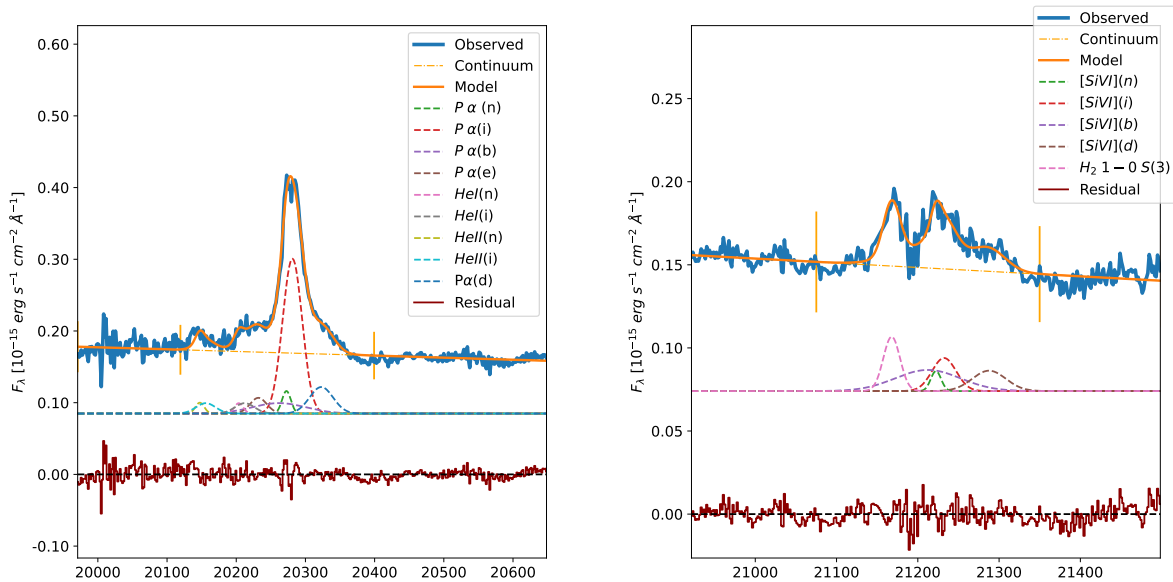 0.60
0.50
0.40
0.30
0.20
0.10
0.00
-0.10
F_λ [10⁻¹⁵ erg s⁻¹ cm⁻² Å⁻¹]
20000 20100 20200 20300 20400 20500 20600
Observed
Continuum
Model
P α (n)
P α(i)
P α(b)
P α(e)
HeI(n)
HeI(i)
HeII(n)
HeII(i)
Pα(d)
Residual
0.25
0.20
0.15
0.10
0.05
0.00
F_λ [10⁻¹⁵ erg s⁻¹ cm⁻² Å⁻¹]
21000 21100 21200 21300 21400
Observed
Continuum
Model
[SiVI](n)
[SiVI](i)
[SiVI](b)
[SiVI](d)
H₂ 1−0 S(3)
Residual